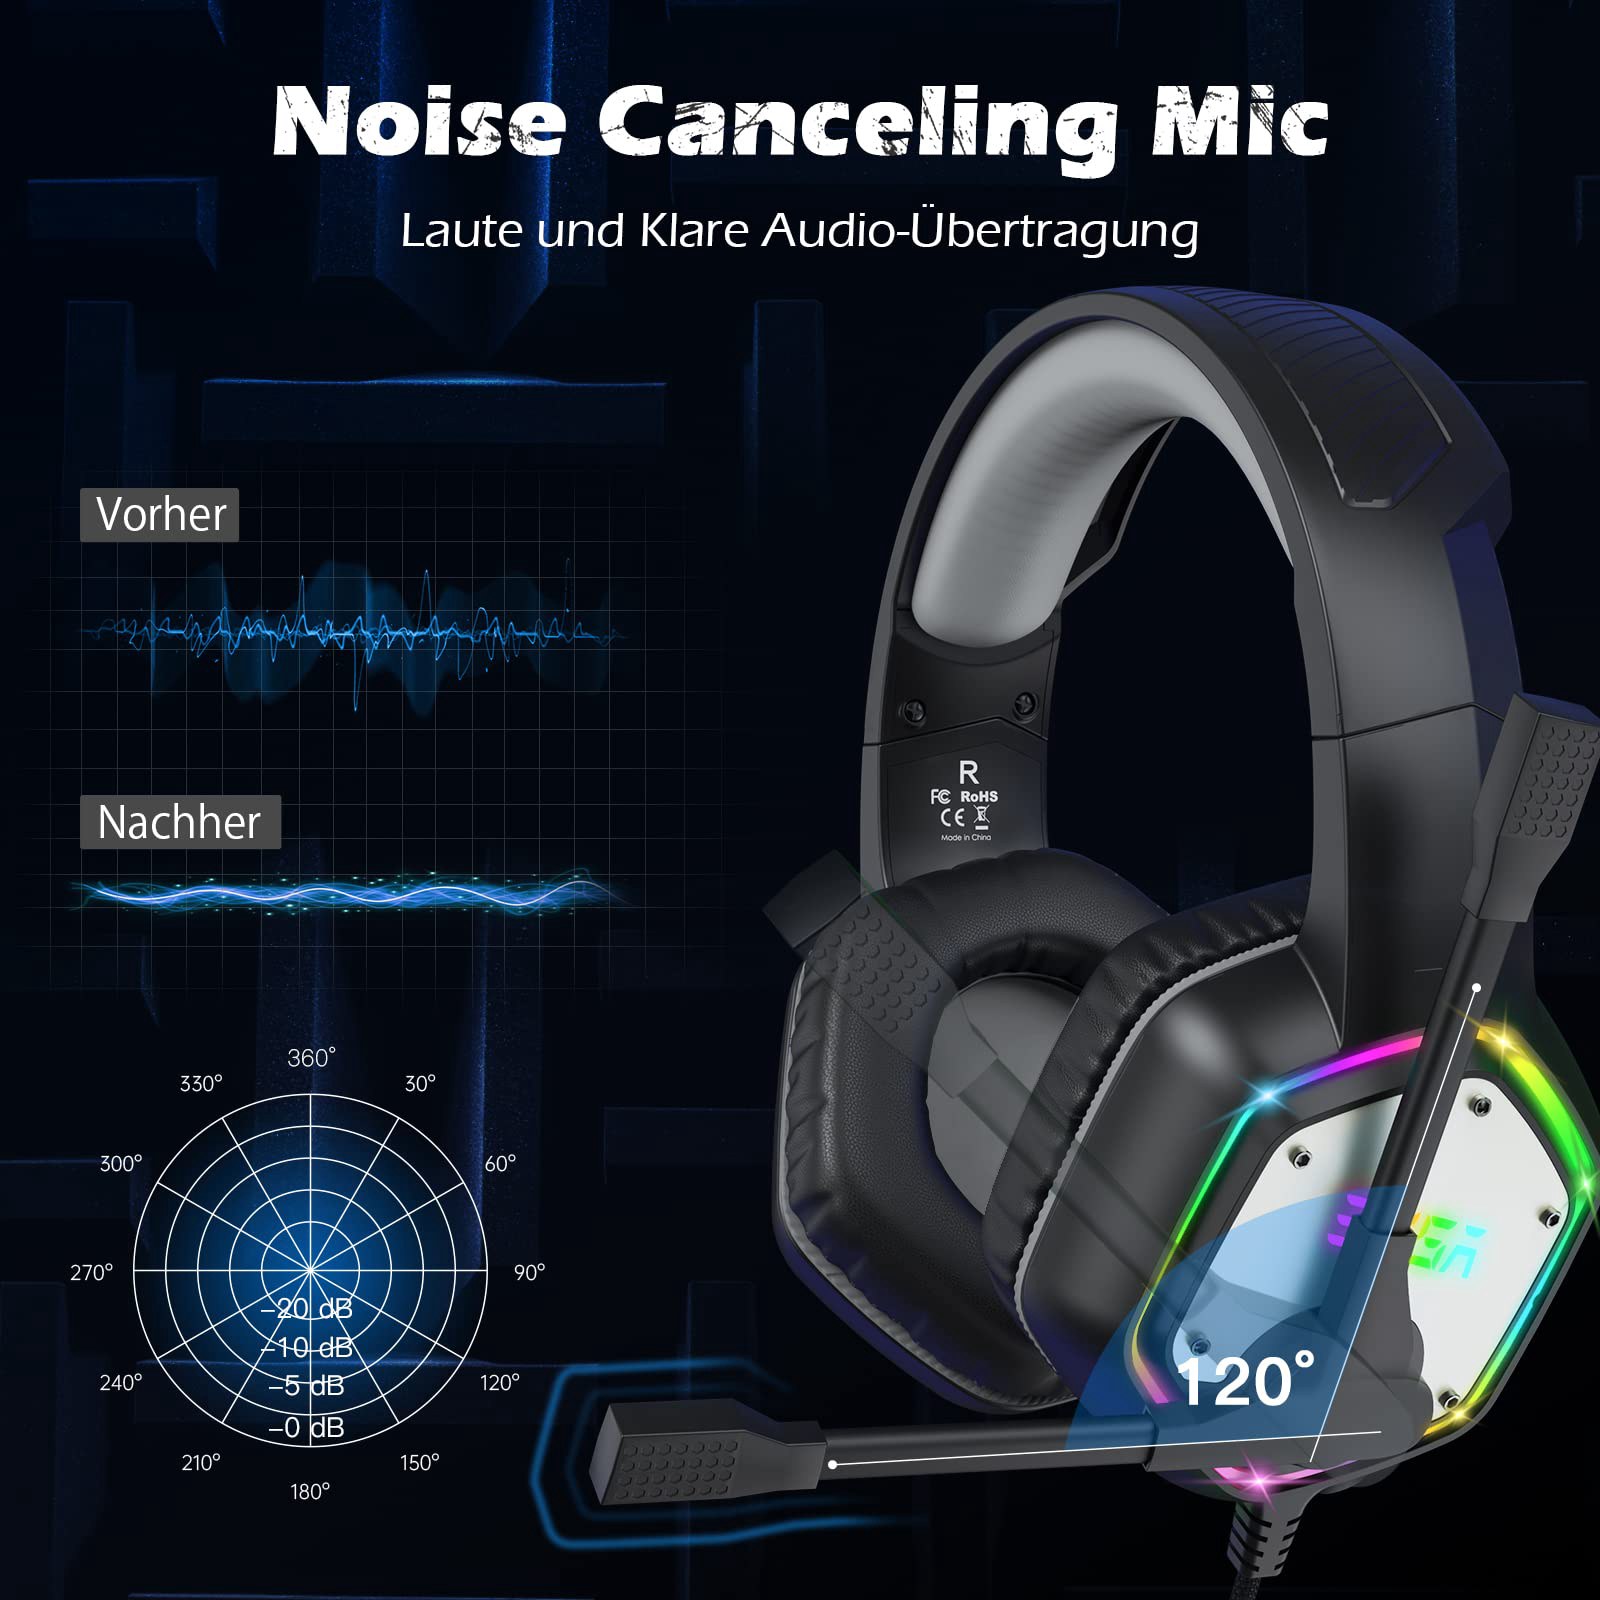 Noise Canceling Mic
Laute und Klare Audio-Übertragung
Vorher
R
FC RoHS
CE
Made in China
Nachher
360°
330° 30°
300° 60°
270° 90°
-20 dB
-10 dB
240° 120°
-5 dB
-0 dB
210° 150°
180°
120°